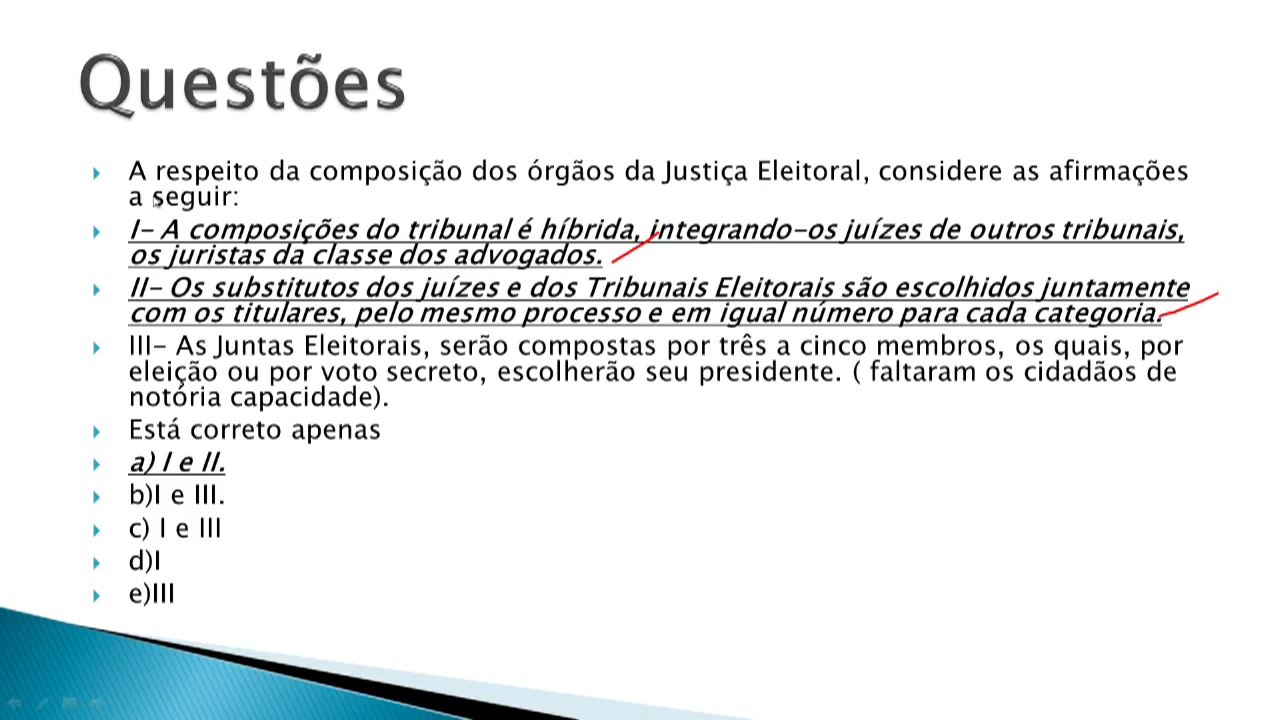 Questões
A respeito da composição dos órgãos da Justiça Eleitoral, considere as afirmações
a seguir:
I- A composições do tribunal é híbrida, integrando-os juízes de outros tribunais,
os juristas da classe dos advogados.
II- Os substitutos dos juízes e dos Tribunais Eleitorais são escolhidos juntamente
com os titulares, pelo mesmo processo e em igual número para cada categoria.
III- As Juntas Eleitorais, serão compostas por três a cinco membros, os quais, por
eleição ou por voto secreto, escolherão seu presidente. ( faltaram os cidadãos de
notória capacidade).
Está correto apenas
a) I e II.
b)I e III.
c) I e III
d)I
e)III